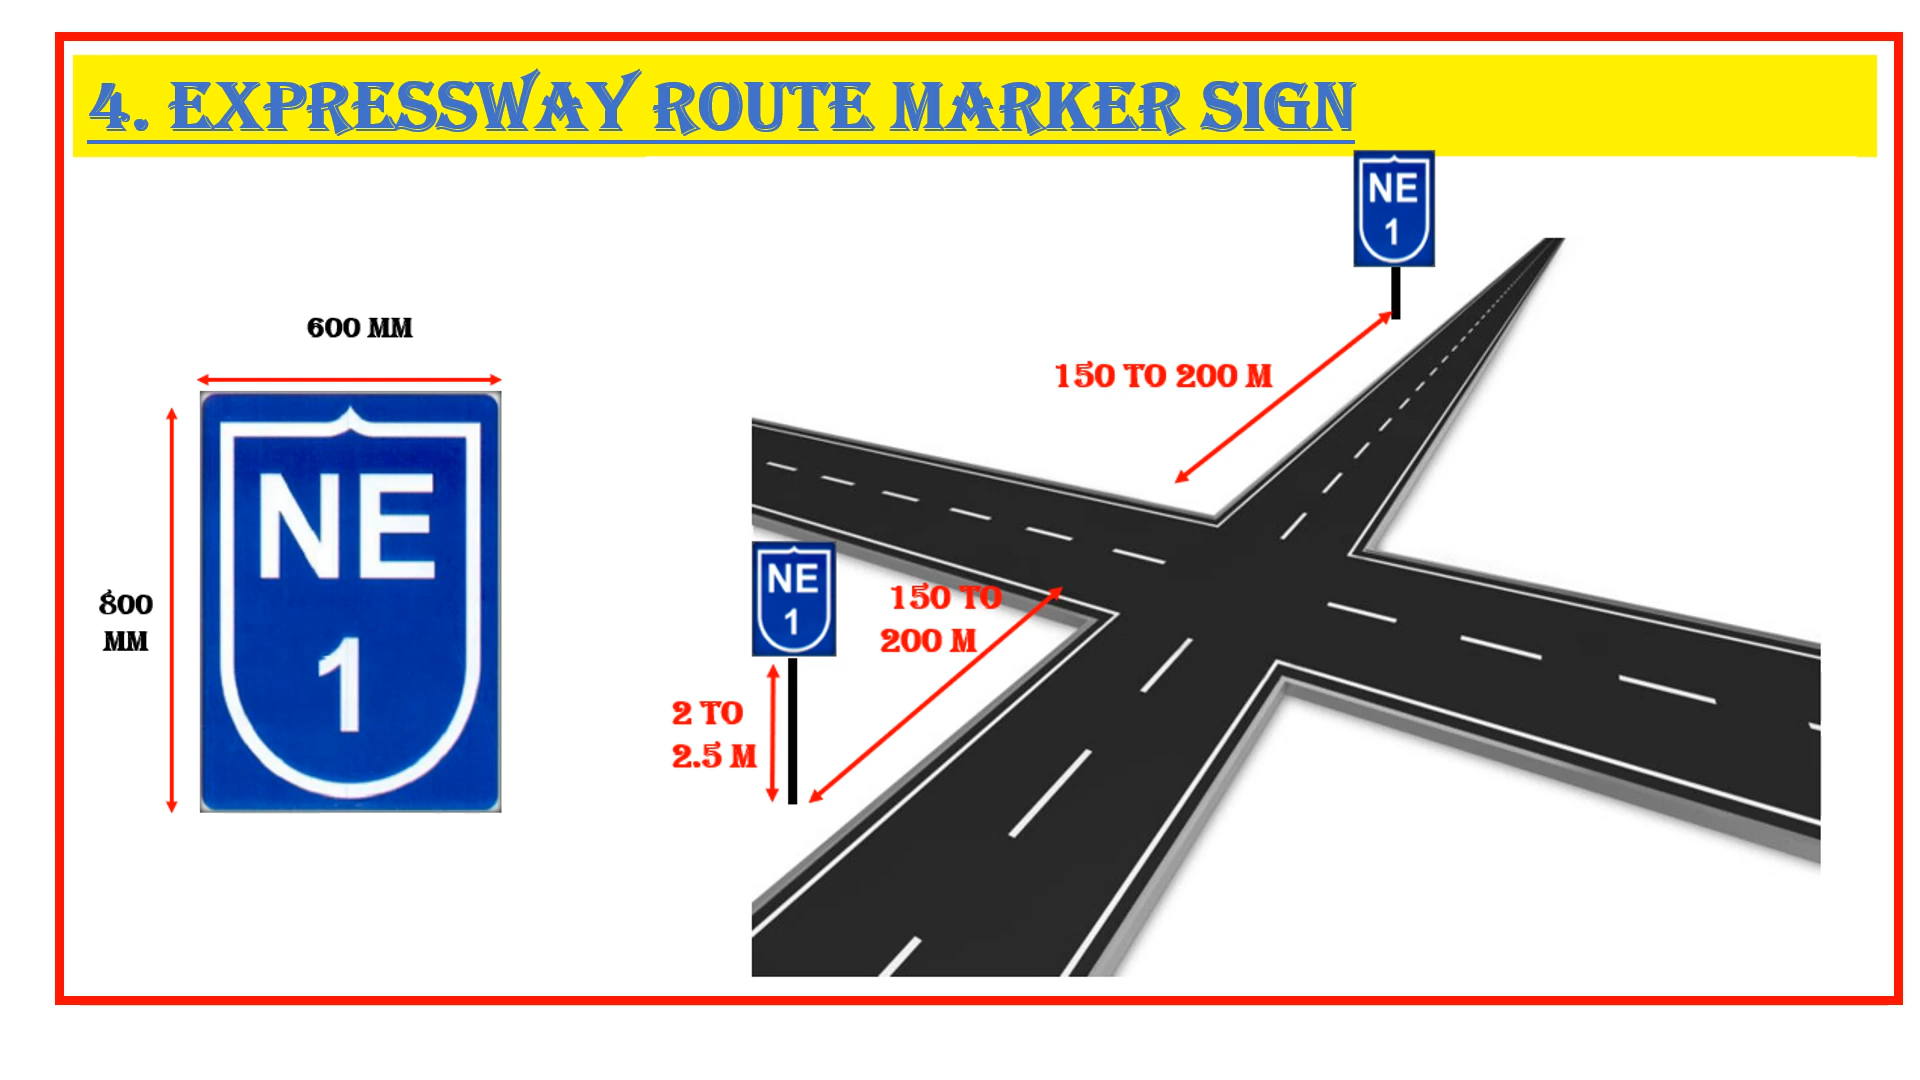 4. EXPRESSWAY ROUTE MARKER SIGN
NE
1
600 MM
150 TO 200 M
NE
1
800
MM
NE
1
150 TO
200 M
2 TO
2.5 M